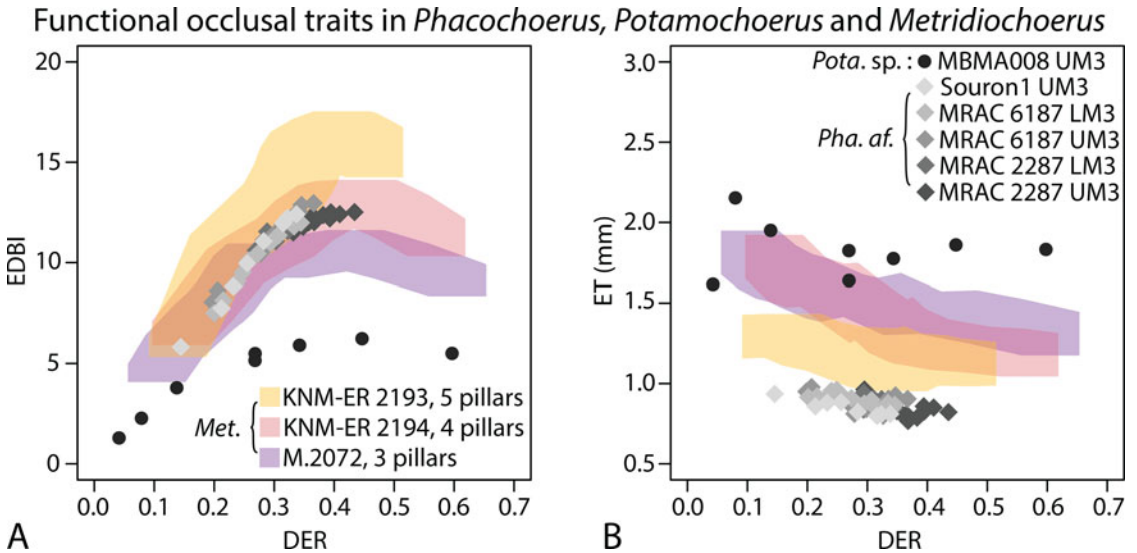 Functional occlusal traits in Phacochoerus, Potamochoerus and Metridiochoerus
20
15
10
5
0
EDBI
KNM-ER 2193, 5 pillars
Met.
KNM-ER 2194, 4 pillars
M.2072, 3 pillars
0.0 0.1 0.2 0.3 0.4 0.5 0.6 0.7
A
DER
3.0
2.5
2.0
1.5
1.0
0.5
ET (mm)
Pota. sp. : MBMA008 UM3
Souron1 UM3
MRAC 6187 LM3
Pha. af.
MRAC 6187 UM3
MRAC 2287 LM3
MRAC 2287 UM3
0.0 0.1 0.2 0.3 0.4 0.5 0.6 0.7
B
DER